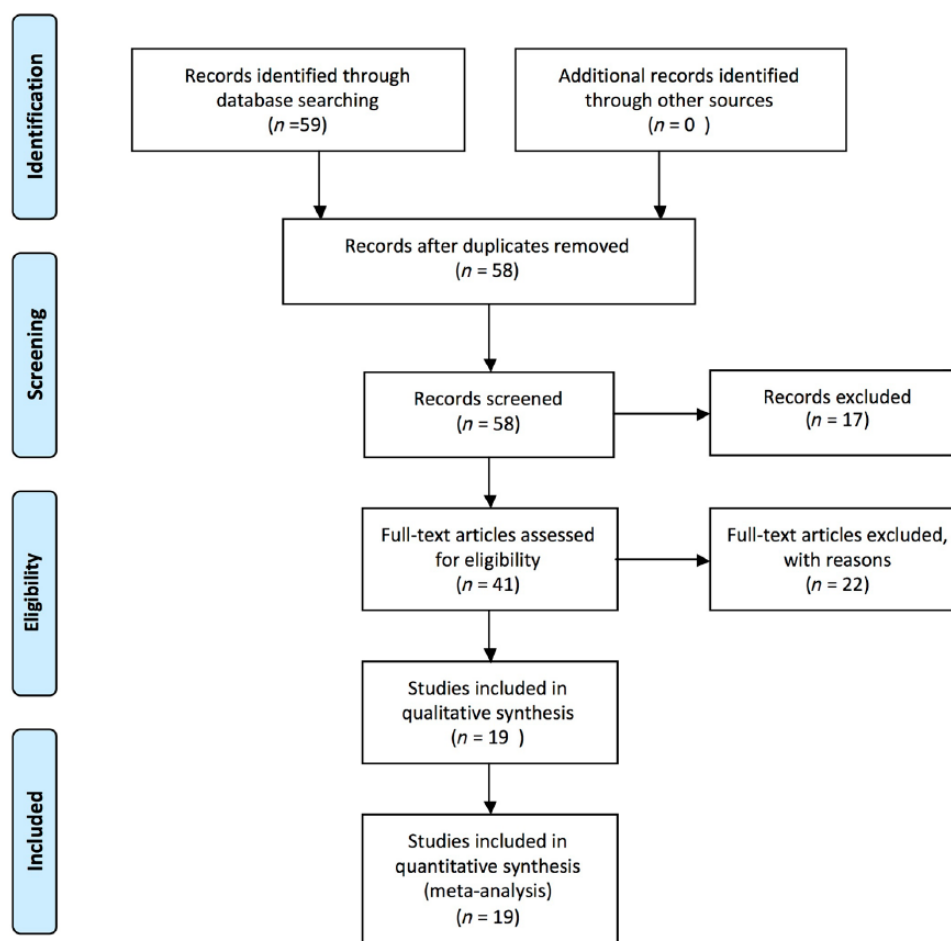 Identification
Records identified through
database searching
(n =59)
Additional records identified
through other sources
(n = 0  )
Records after duplicates removed
(n = 58)
Screening
Records screened
(n = 58)
Records excluded
(n = 17)
Eligibility
Full-text articles assessed
for eligibility
(n = 41)
Full-text articles excluded,
with reasons
(n = 22)
Studies included in
qualitative synthesis
(n = 19  )
Included
Studies included in
quantitative synthesis
(meta-analysis)
(n = 19)